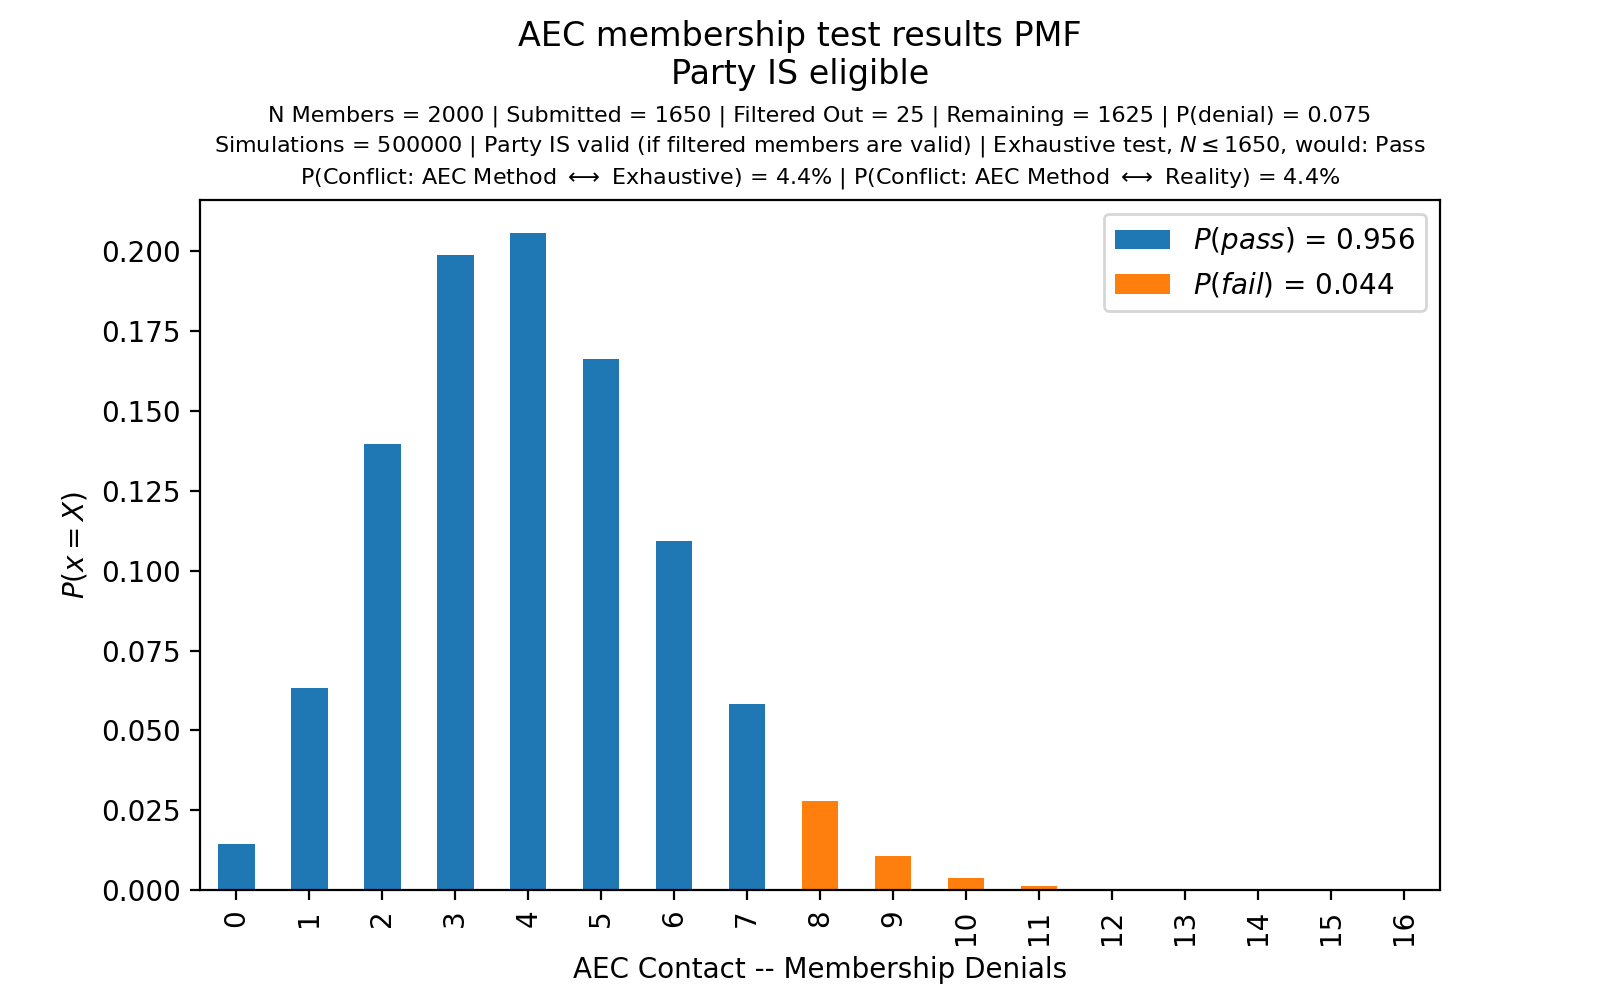 AEC membership test results PMF
Party IS eligible
N Members = 2000 | Submitted = 1650 | Filtered Out = 25 | Remaining = 1625 | P(denial) = 0.075
Simulations = 500000 | Party IS valid (if filtered members are valid) | Exhaustive test, N ≤ 1650, would: Pass
P(Conflict: AEC Method ⟷ Exhaustive) = 4.4% | P(Conflict: AEC Method ⟷ Reality) = 4.4%
P(pass) = 0.956
P(fail) = 0.044
0.200
0.175
0.150
0.125
0.100
0.075
0.050
0.025
0.000
P(x = X)
0 1 2 3 4 5 6 7 8 9 10 11 12 13 14 15 16
AEC Contact -- Membership Denials